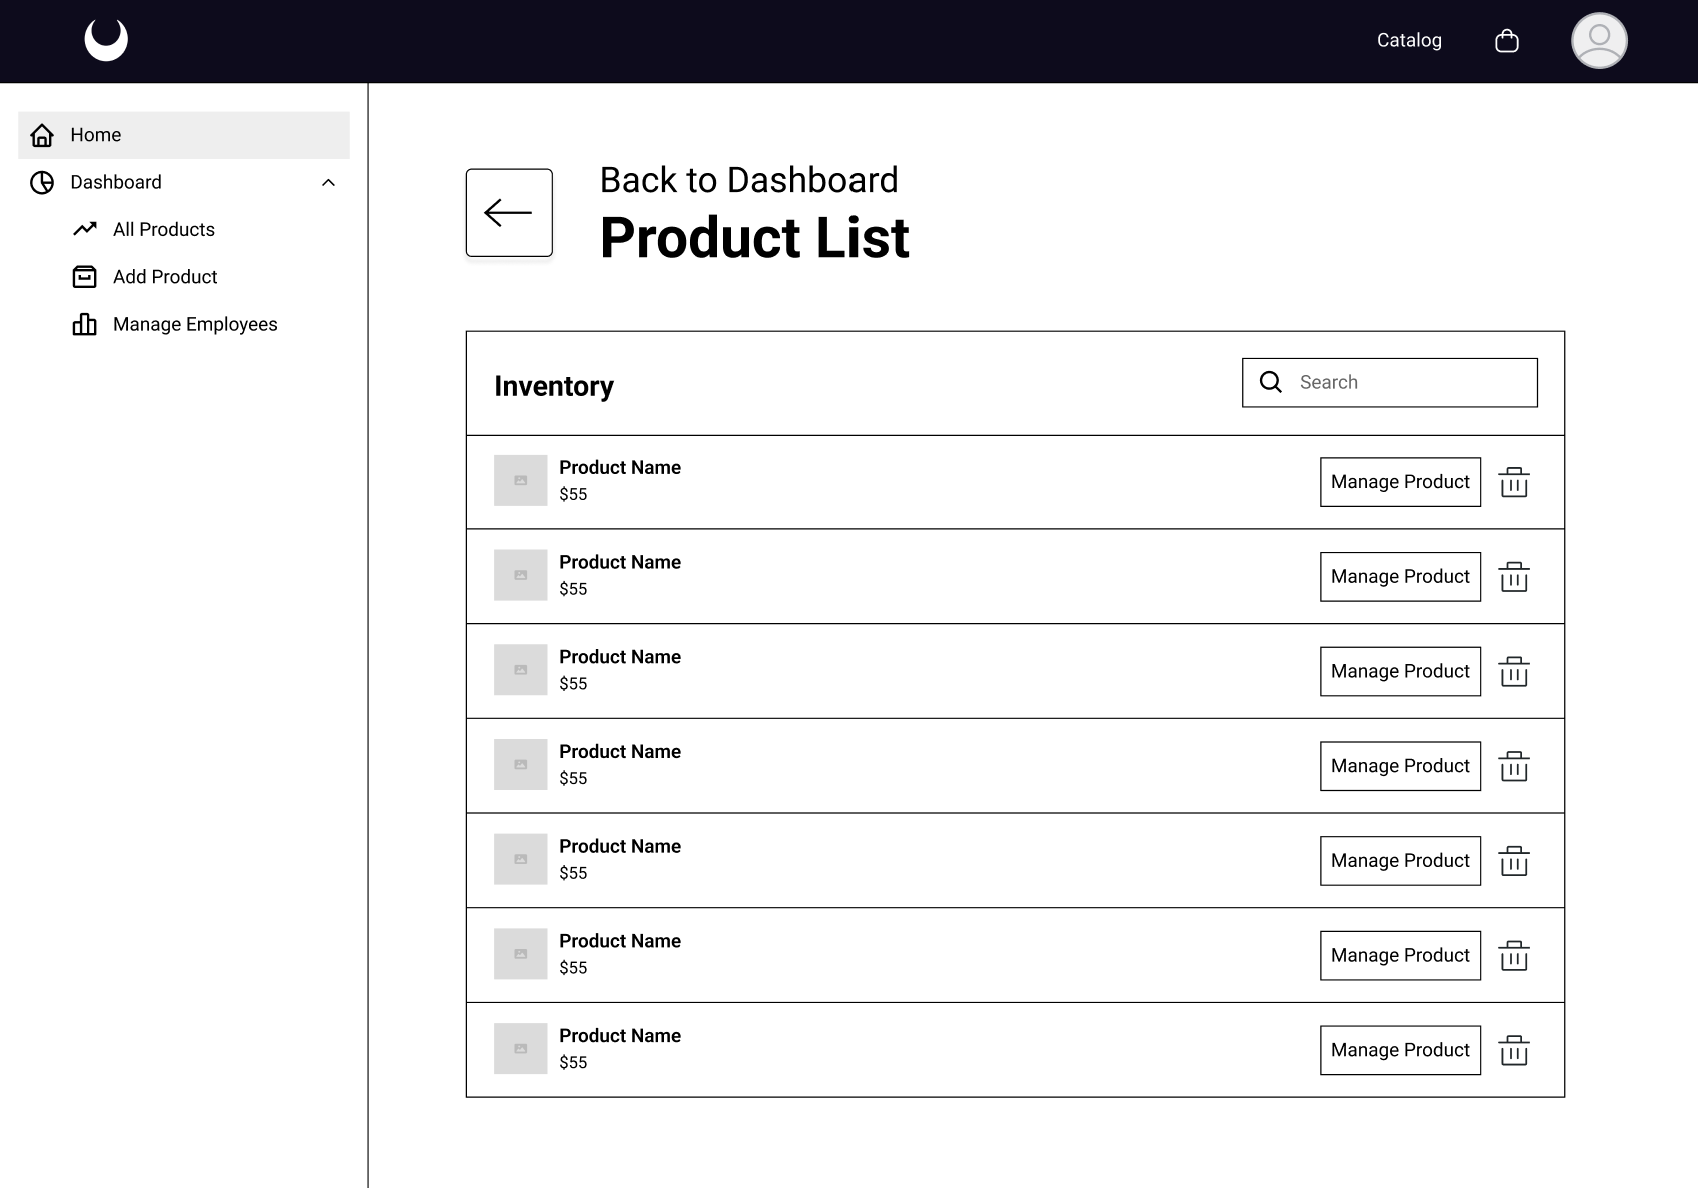 Catalog
Home
Dashboard
All Products
Add Product
Manage Employees
Back to Dashboard
Product List
Inventory
Search
Product Name
$55
Manage Product
Product Name
$55
Manage Product
Product Name
$55
Manage Product
Product Name
$55
Manage Product
Product Name
$55
Manage Product
Product Name
$55
Manage Product
Product Name
$55
Manage Product